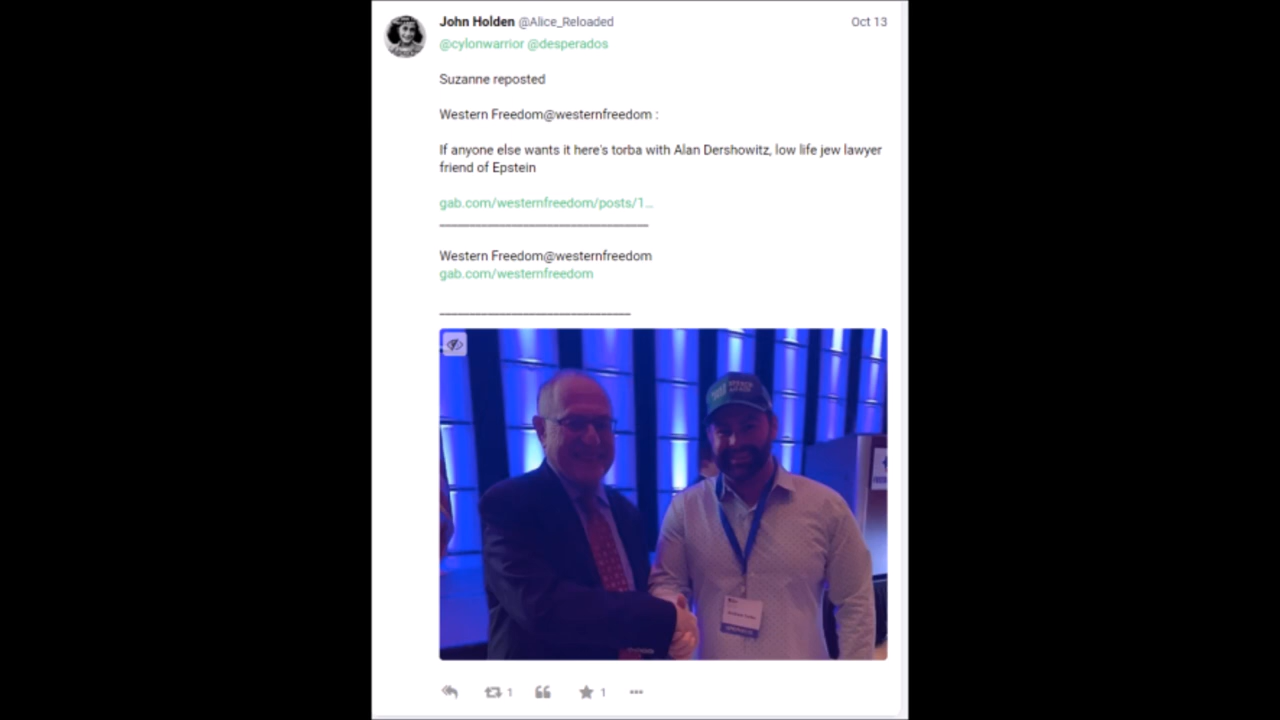 John Holden @Alice_Reloaded Oct 13
@cylonwarrior @desperados
Suzanne reposted
Western Freedom@westernfreedom :
If anyone else wants it here's torba with Alan Dershowitz, low life jew lawyer
friend of Epstein
gab.com/westernfreedom/posts/1…
Western Freedom@westernfreedom
gab.com/westernfreedom
1 1